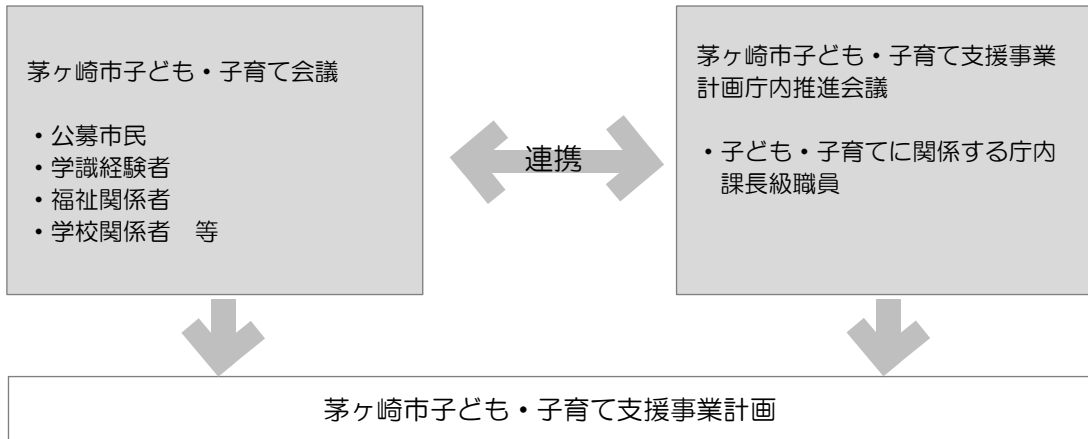 茅ヶ崎市子ども・子育て会議
・公募市民
・学識経験者
・福祉関係者
・学校関係者　等
連携
茅ヶ崎市子ども・子育て支援事業
計画庁内推進会議
・子ども・子育てに関係する庁内
課長級職員
茅ヶ崎市子ども・子育て支援事業計画